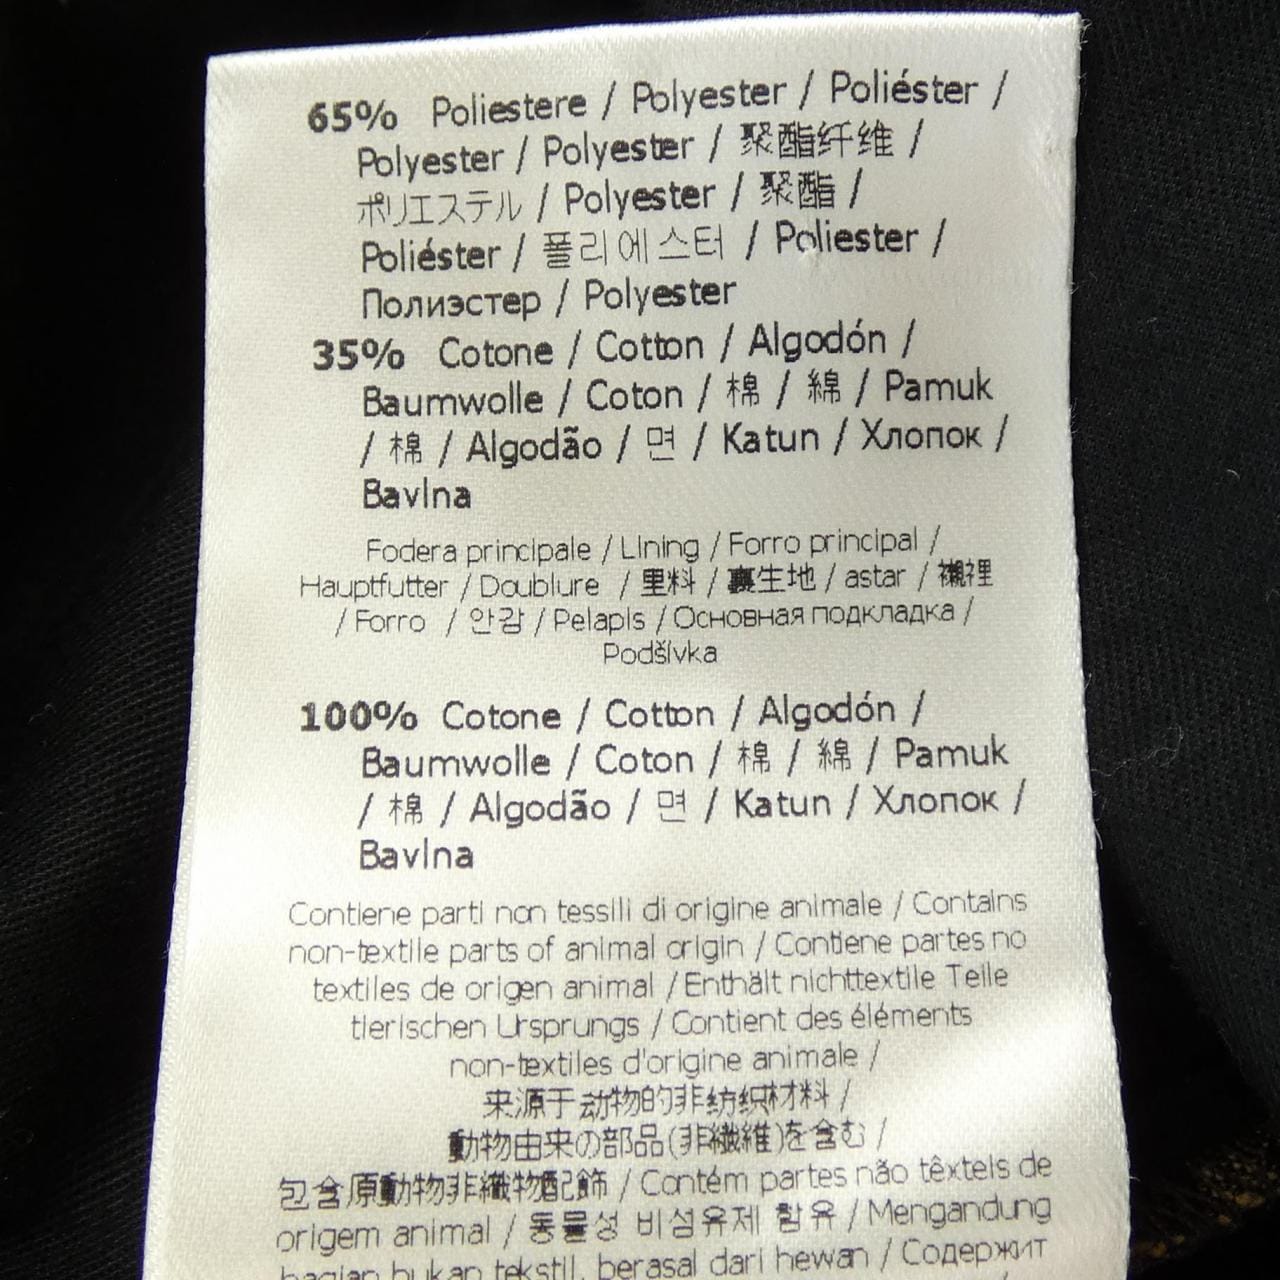 65% Poliestere / Polyester / Poliéster /
Polyester / Polyester / 聚酯纤维 /
ポリエステル / Polyester / 聚酯 /
Poliéster / 폴리에스터 / Poliester /
Полиэстер / Polyester
35% Cotone / Cotton / Algodón /
Baumwolle / Coton / 棉 / 綿 / Pamuk
/ 棉 / Algodão / 면 / Katun / Хлопок /
Bavlna
Fodera principale / Lining / Forro principal /
Hauptfutter / Doublure / 里料 / 裏生地 / astar / 襯裡
/ Forro / 안감 / Pelapis / Основная подкладка /
Podšívka
100% Cotone / Cotton / Algodón /
Baumwolle / Coton / 棉 / 綿 / Pamuk
/ 棉 / Algodão / 면 / Katun / Хлопок /
Bavlna
Contiene parti non tessili di origine animale / Contains
non-textile parts of animal origin / Contiene partes no
textiles de origen animal / Enthält nichttextile Teile
tierischen Ursprungs / Contient des éléments
non-textiles d'origine animale /
来源于动物的非纺织材料 /
動物由来の部品(非繊維)を含む /
包含原動物非織物配飾 / Contém partes não têxteis de
origem animal / 동물성 비섬유제 함유 / Mengandung
bagian bukan tekstil, berasal dari hewan / Содержит